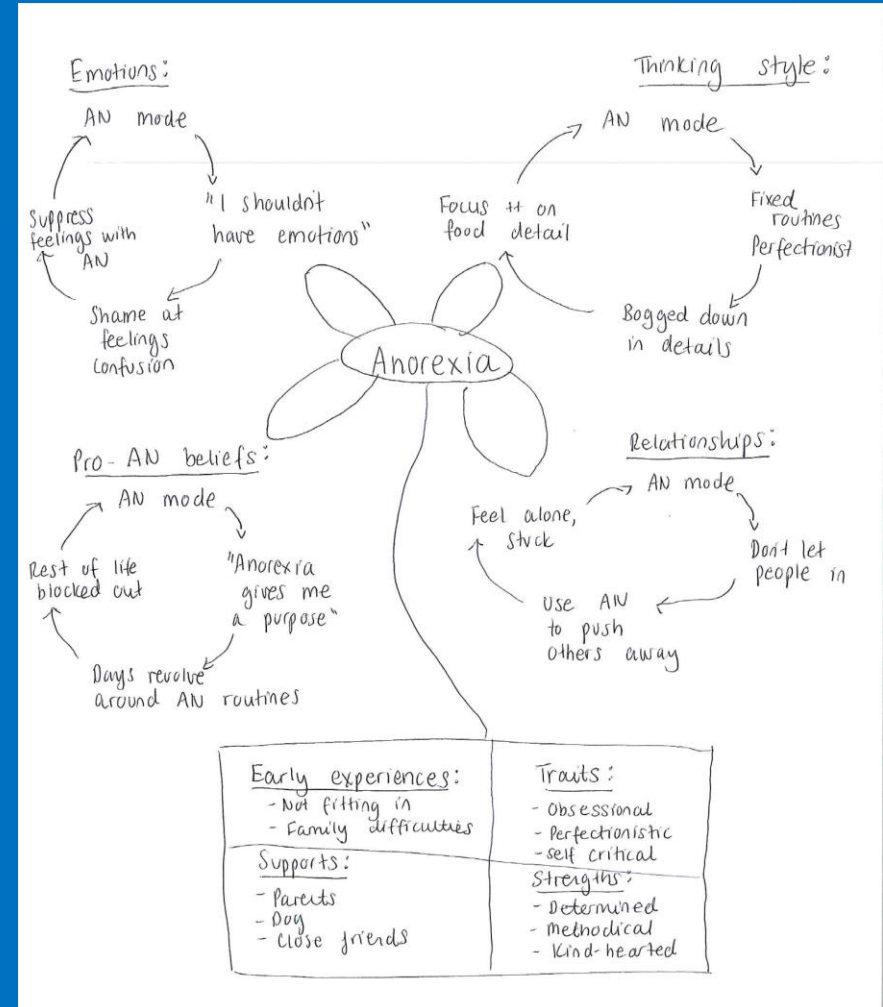 Emotions:
AN mode
"I shouldn't
have emotions"
Shame at
feelings
confusion
Suppress
feelings with
AN
Thinking style:
AN mode
Fixed
routines
Perfectionist
Bogged down
in details
Focus ++ on
food detail
Anorexia
Pro-AN beliefs:
AN mode
"Anorexia
gives me
a purpose"
Days revolve
around AN routines
Rest of life
blocked out
Relationships:
AN mode
Don't let
people in
Use AN
to push
others away
Feel alone,
stuck
Early experiences:
- Not fitting in
- Family difficulties
Traits:
- Obsessional
- Perfectionistic
- self critical
Supports:
- Parents
- Dog
- Close friends
Strengths:
- Determined
- methodical
- Kind-hearted